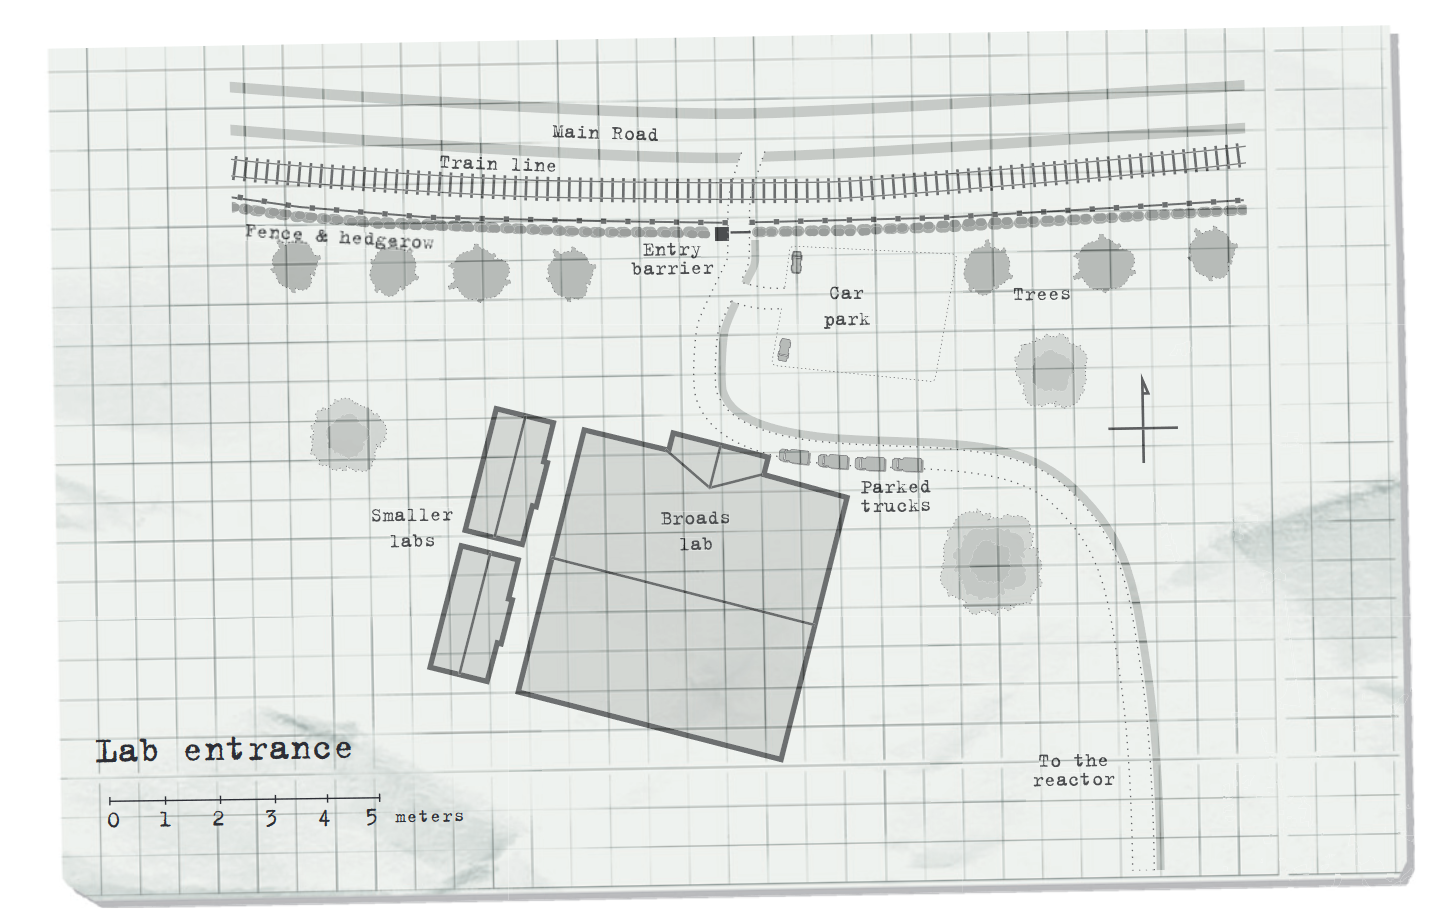 Main Road
Train line
Fence & hedgerow
Entry
barrier
Car
park
Trees
Parked
trucks
Smaller
labs
Broads
lab
Lab entrance
To the
reactor
0 1 2 3 4 5 meters